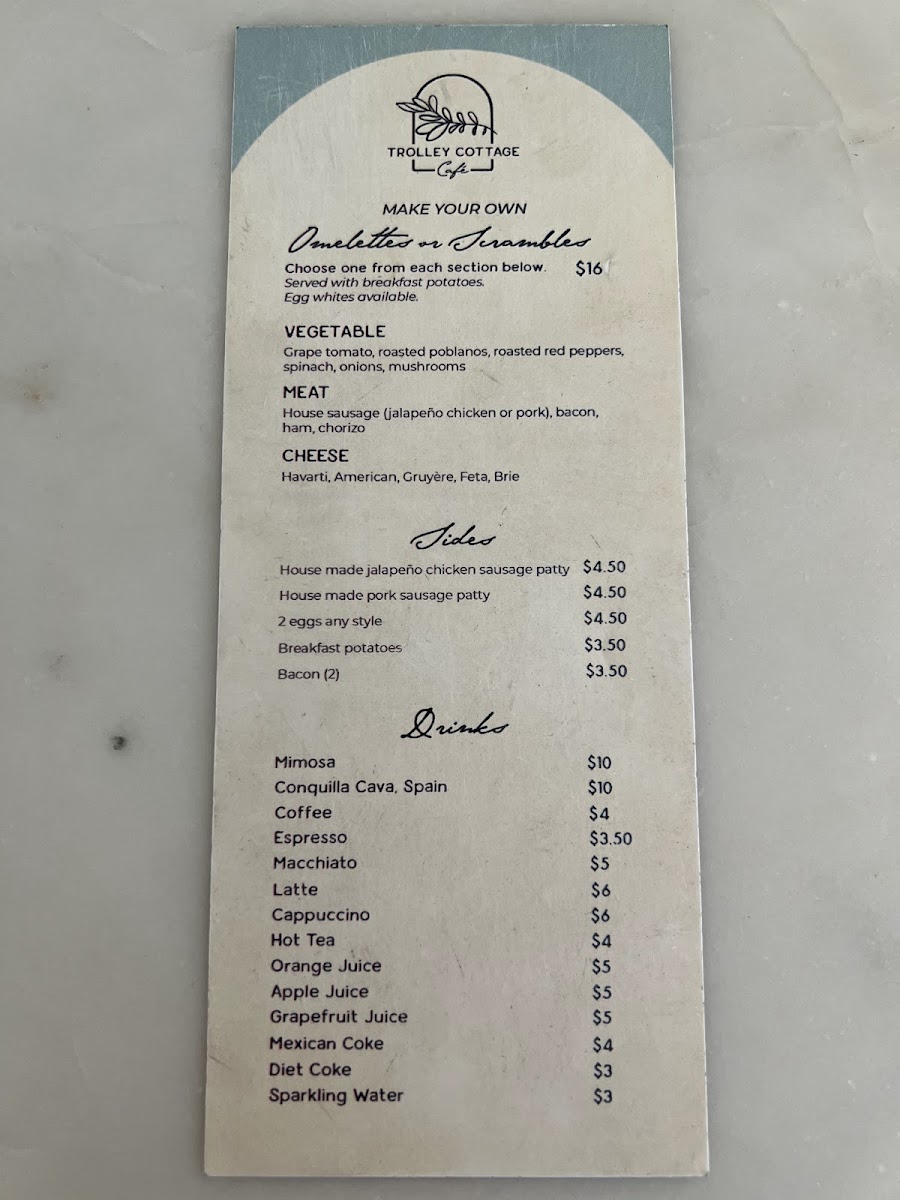 TROLLEY COTTAGE
Café
MAKE YOUR OWN
Omelettes or Scrambles
Choose one from each section below. $16
Served with breakfast potatoes.
Egg whites available.
VEGETABLE
Grape tomato, roasted poblanos, roasted red peppers,
spinach, onions, mushrooms
MEAT
House sausage (jalapeño chicken or pork), bacon,
ham, chorizo
CHEESE
Havarti, American, Gruyère, Feta, Brie
Sides
House made jalapeño chicken sausage patty $4.50
House made pork sausage patty $4.50
2 eggs any style $4.50
Breakfast potatoes $3.50
Bacon (2) $3.50
Drinks
Mimosa $10
Conquilla Cava, Spain $10
Coffee $4
Espresso $3.50
Macchiato $5
Latte $6
Cappuccino $6
Hot Tea $4
Orange Juice $5
Apple Juice $5
Grapefruit Juice $5
Mexican Coke $4
Diet Coke $3
Sparkling Water $3